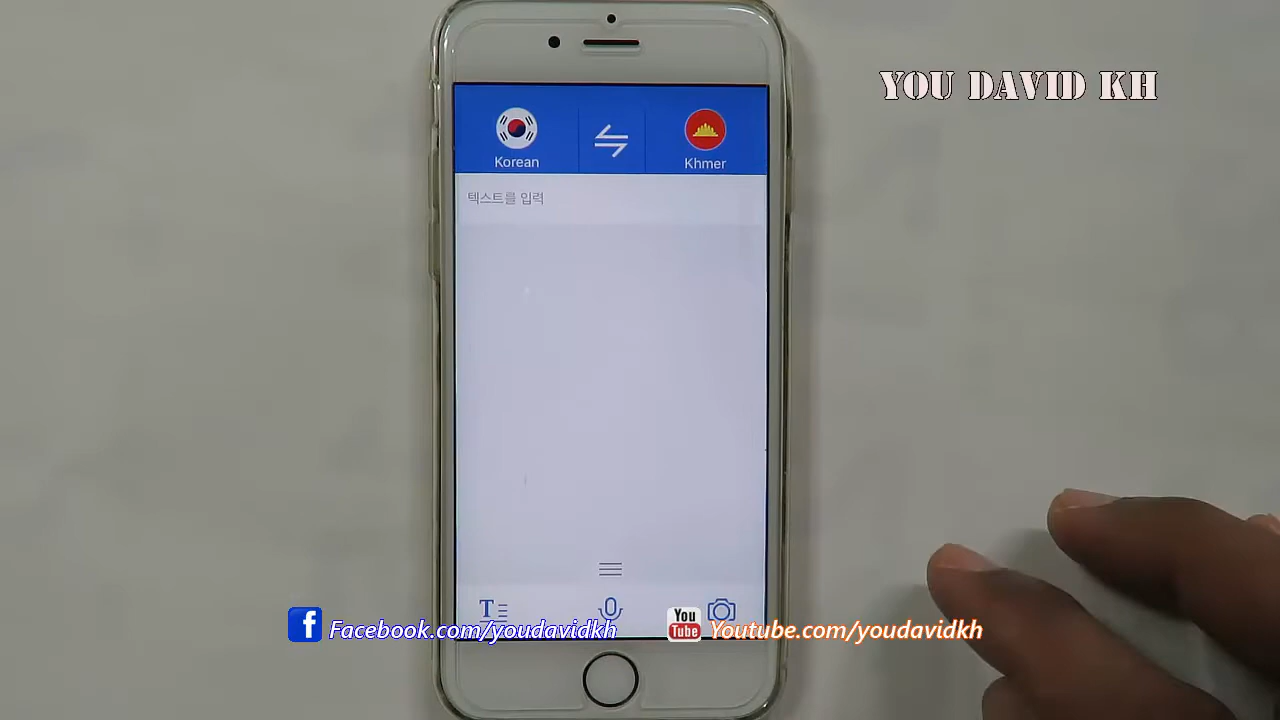 YOU DAVID KH
Korean
Khmer
텍스트를 입력
T
Facebook.com/youdavidkh
You
Tube
Youtube.com/youdavidkh